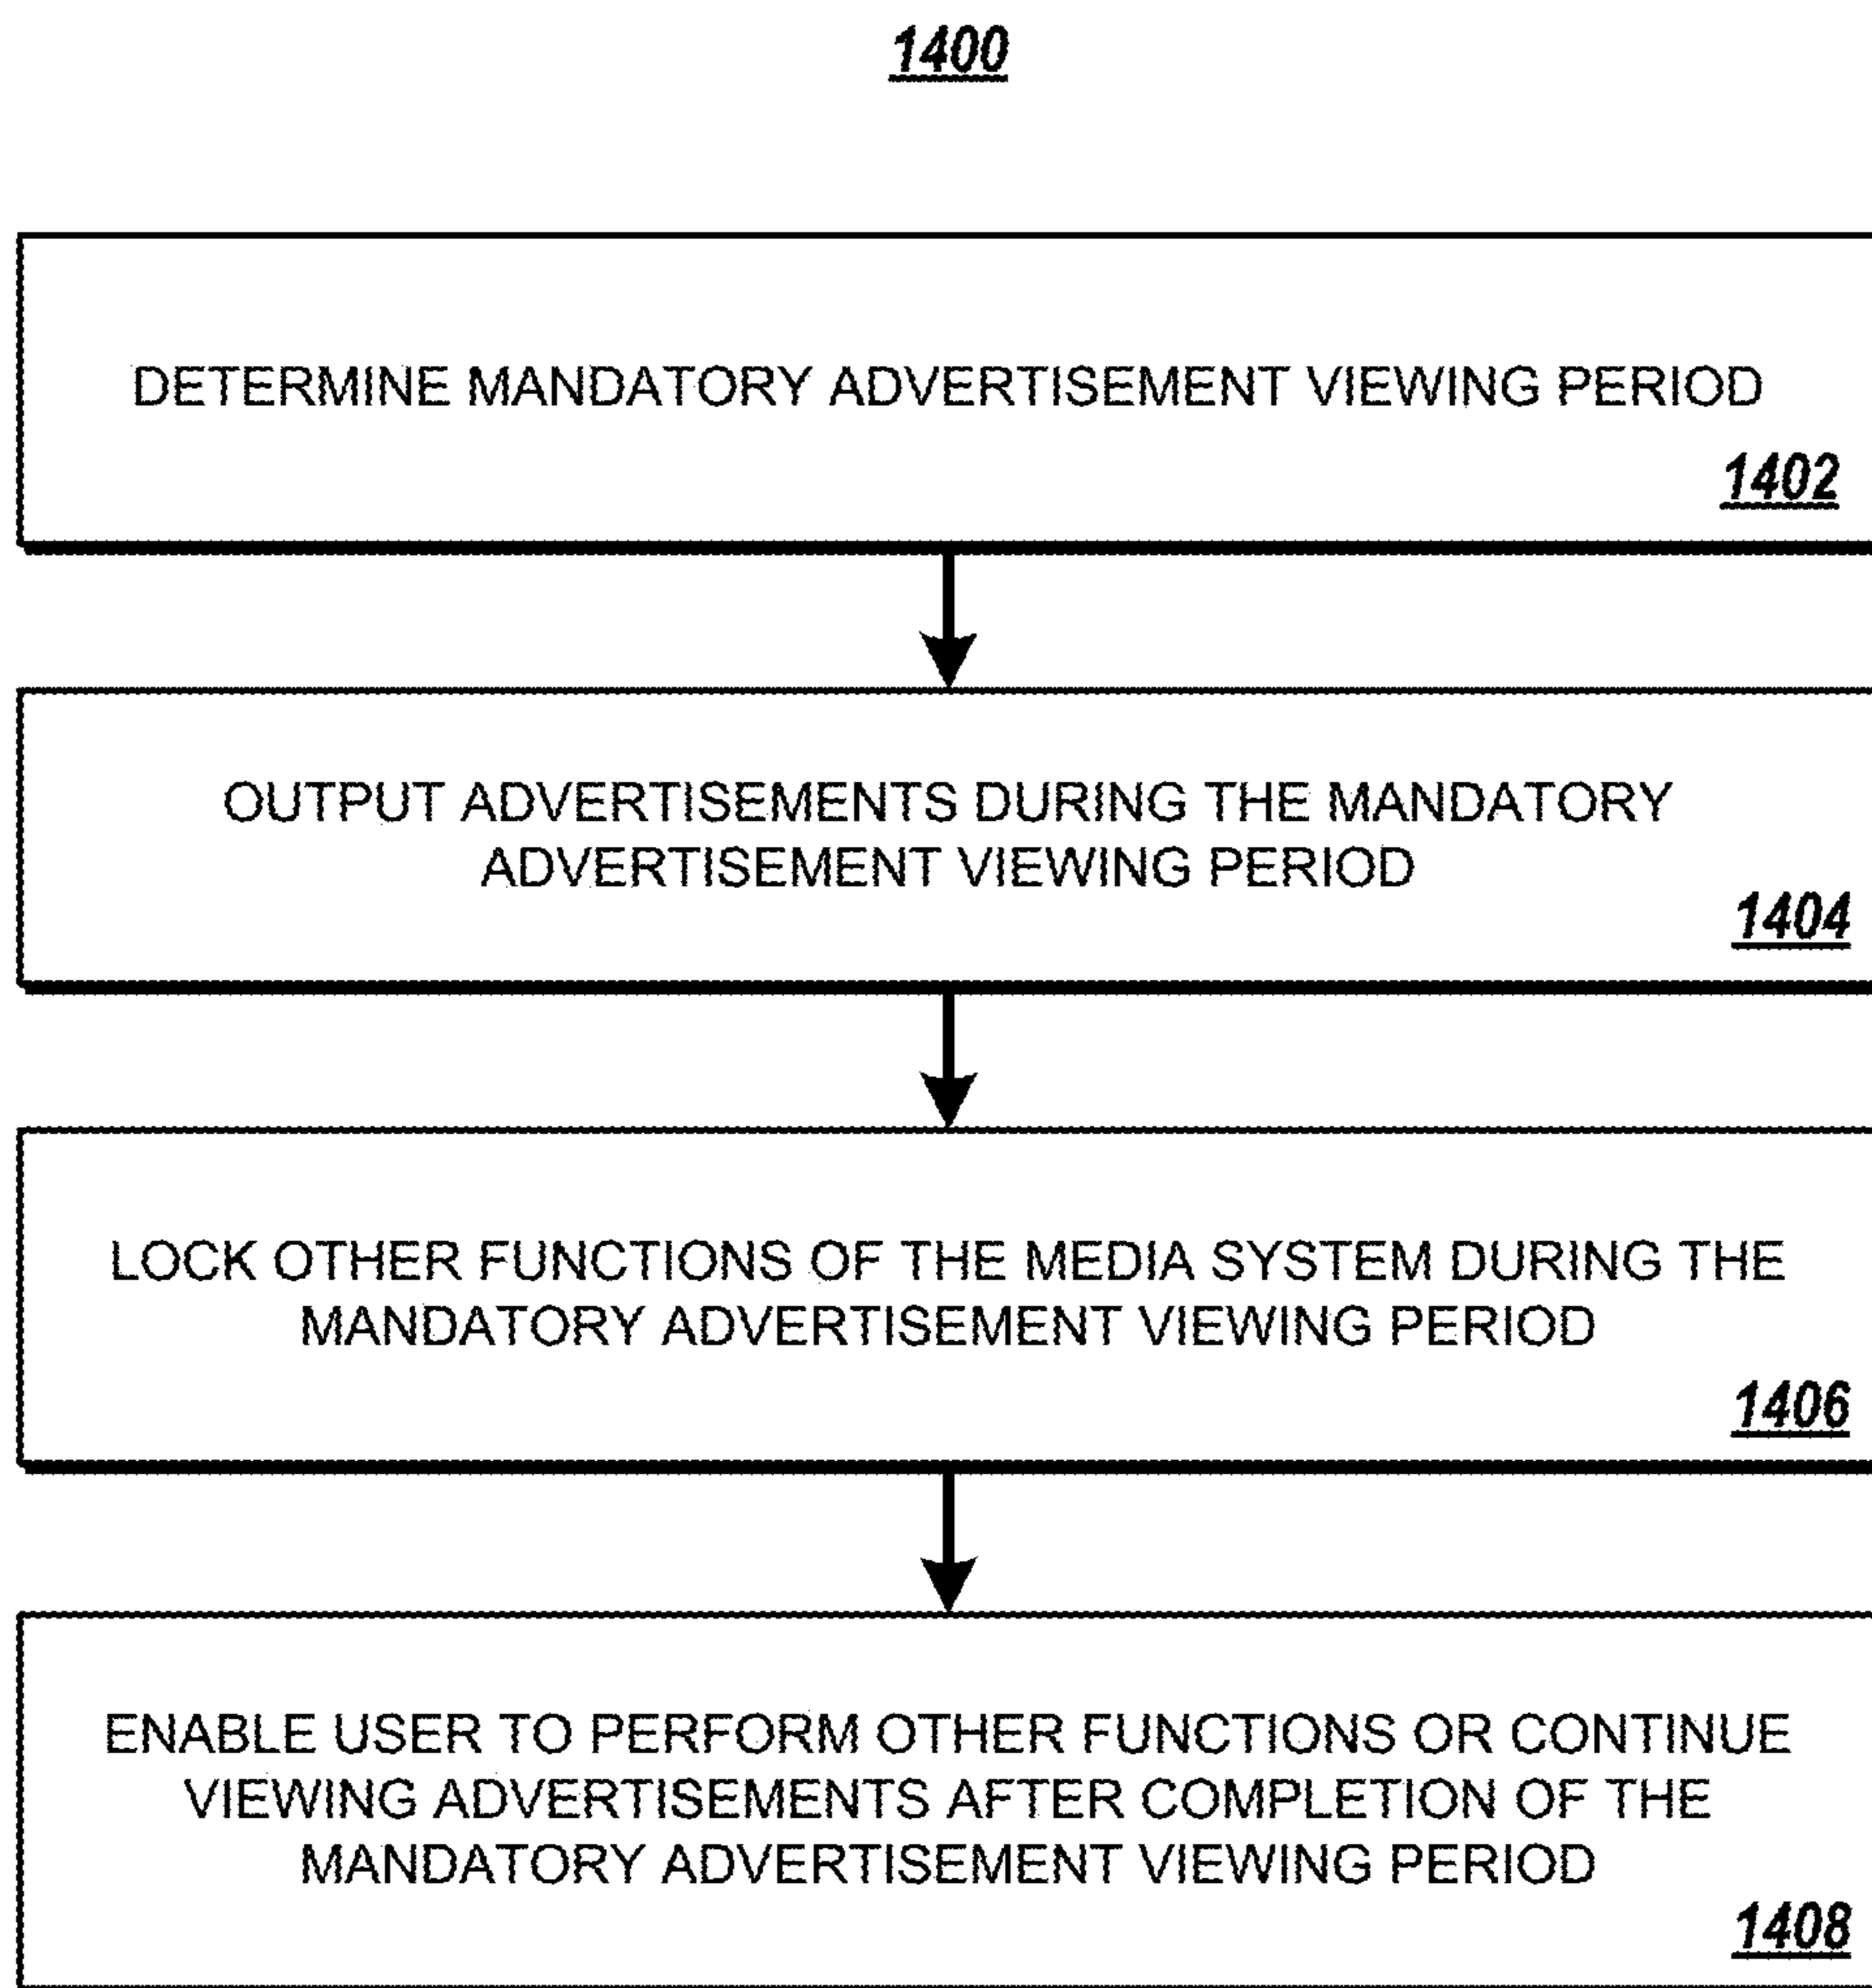 1400
DETERMINE MANDATORY ADVERTISEMENT VIEWING PERIOD
1402
OUTPUT ADVERTISEMENTS DURING THE MANDATORY
ADVERTISEMENT VIEWING PERIOD
1404
LOCK OTHER FUNCTIONS OF THE MEDIA SYSTEM DURING THE
MANDATORY ADVERTISEMENT VIEWING PERIOD
1406
ENABLE USER TO PERFORM OTHER FUNCTIONS OR CONTINUE
VIEWING ADVERTISEMENTS AFTER COMPLETION OF THE
MANDATORY ADVERTISEMENT VIEWING PERIOD
1408